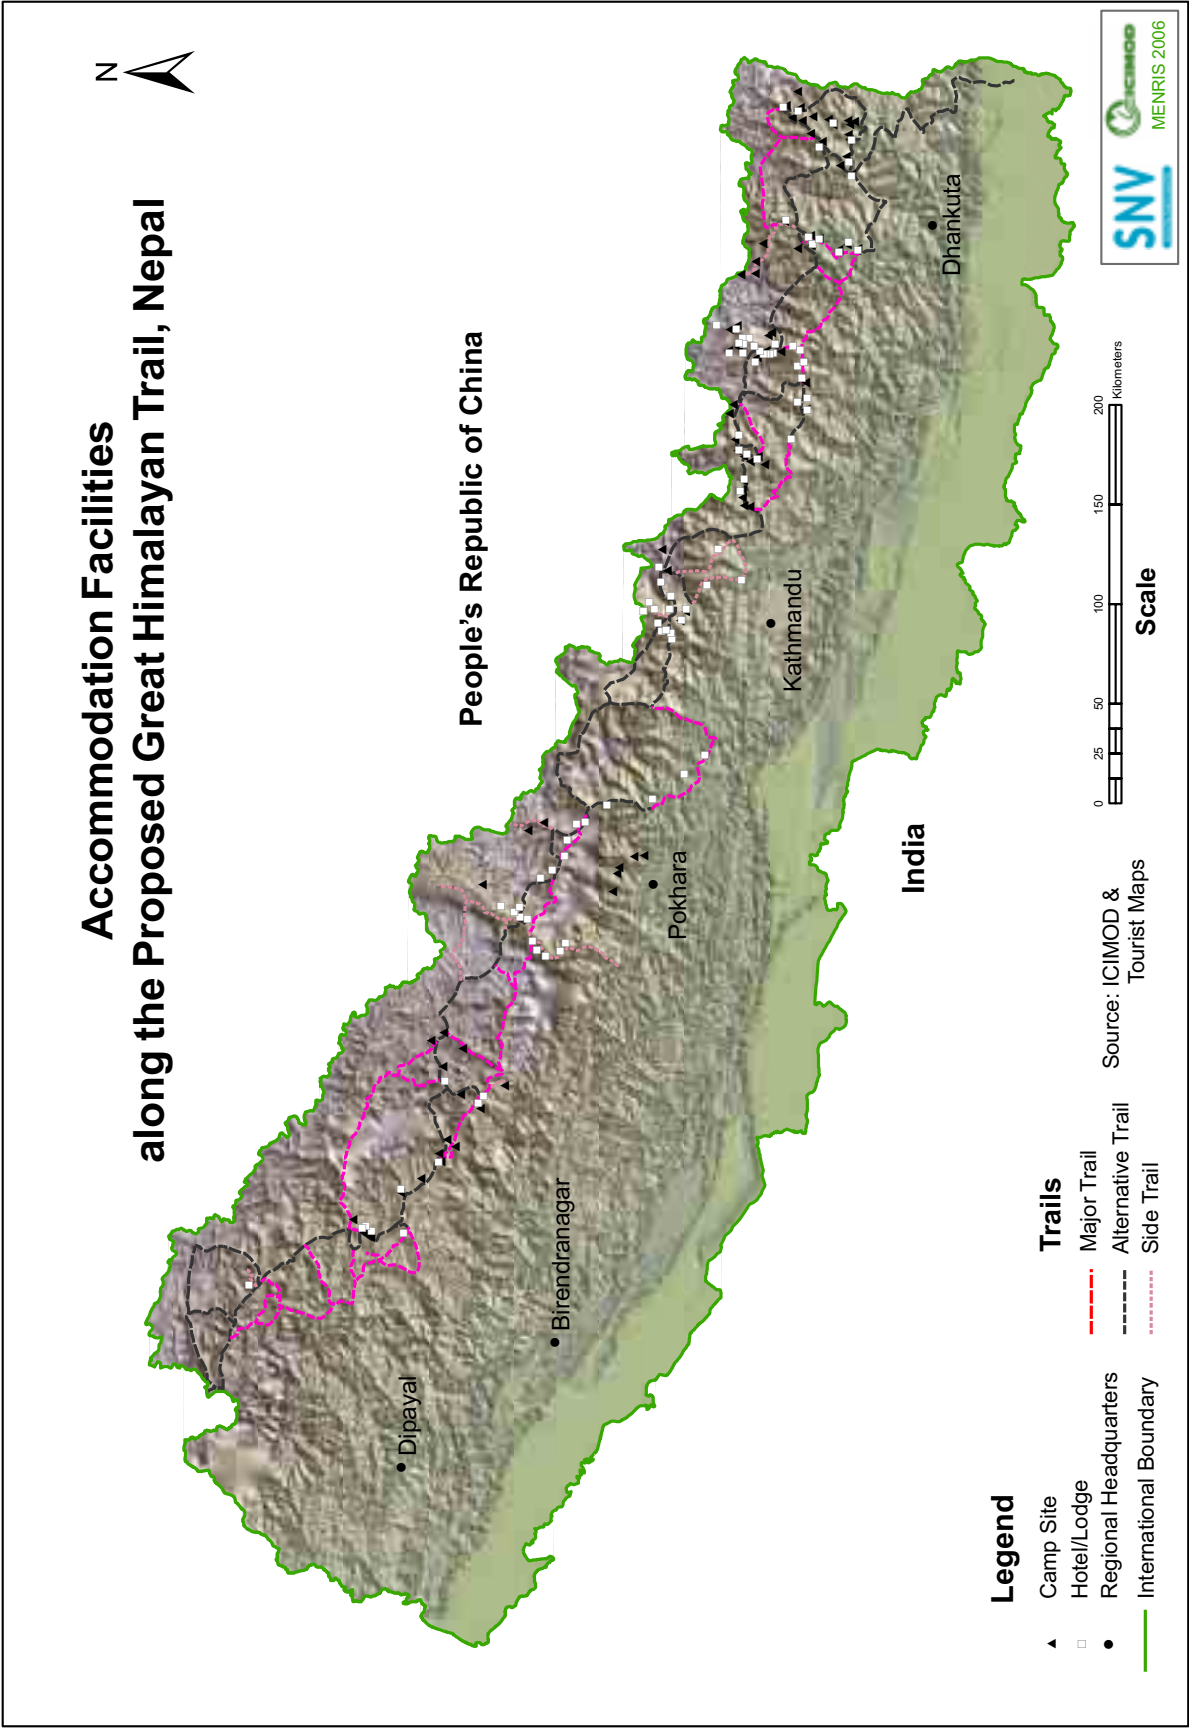 Accommodation Facilities
along the Proposed Great Himalayan Trail, Nepal
N
People's Republic of China
Dipayal
Birendranagar
Pokhara
Kathmandu
Dhankuta
India
Legend
Camp Site
Hotel/Lodge
Regional Headquarters
International Boundary
Trails
Major Trail
Alternative Trail
Side Trail
Source: ICIMOD &
Tourist Maps
0 25 50 100 150 200
Kilometers
Scale
SNV
ICIMOD
MENRIS 2006